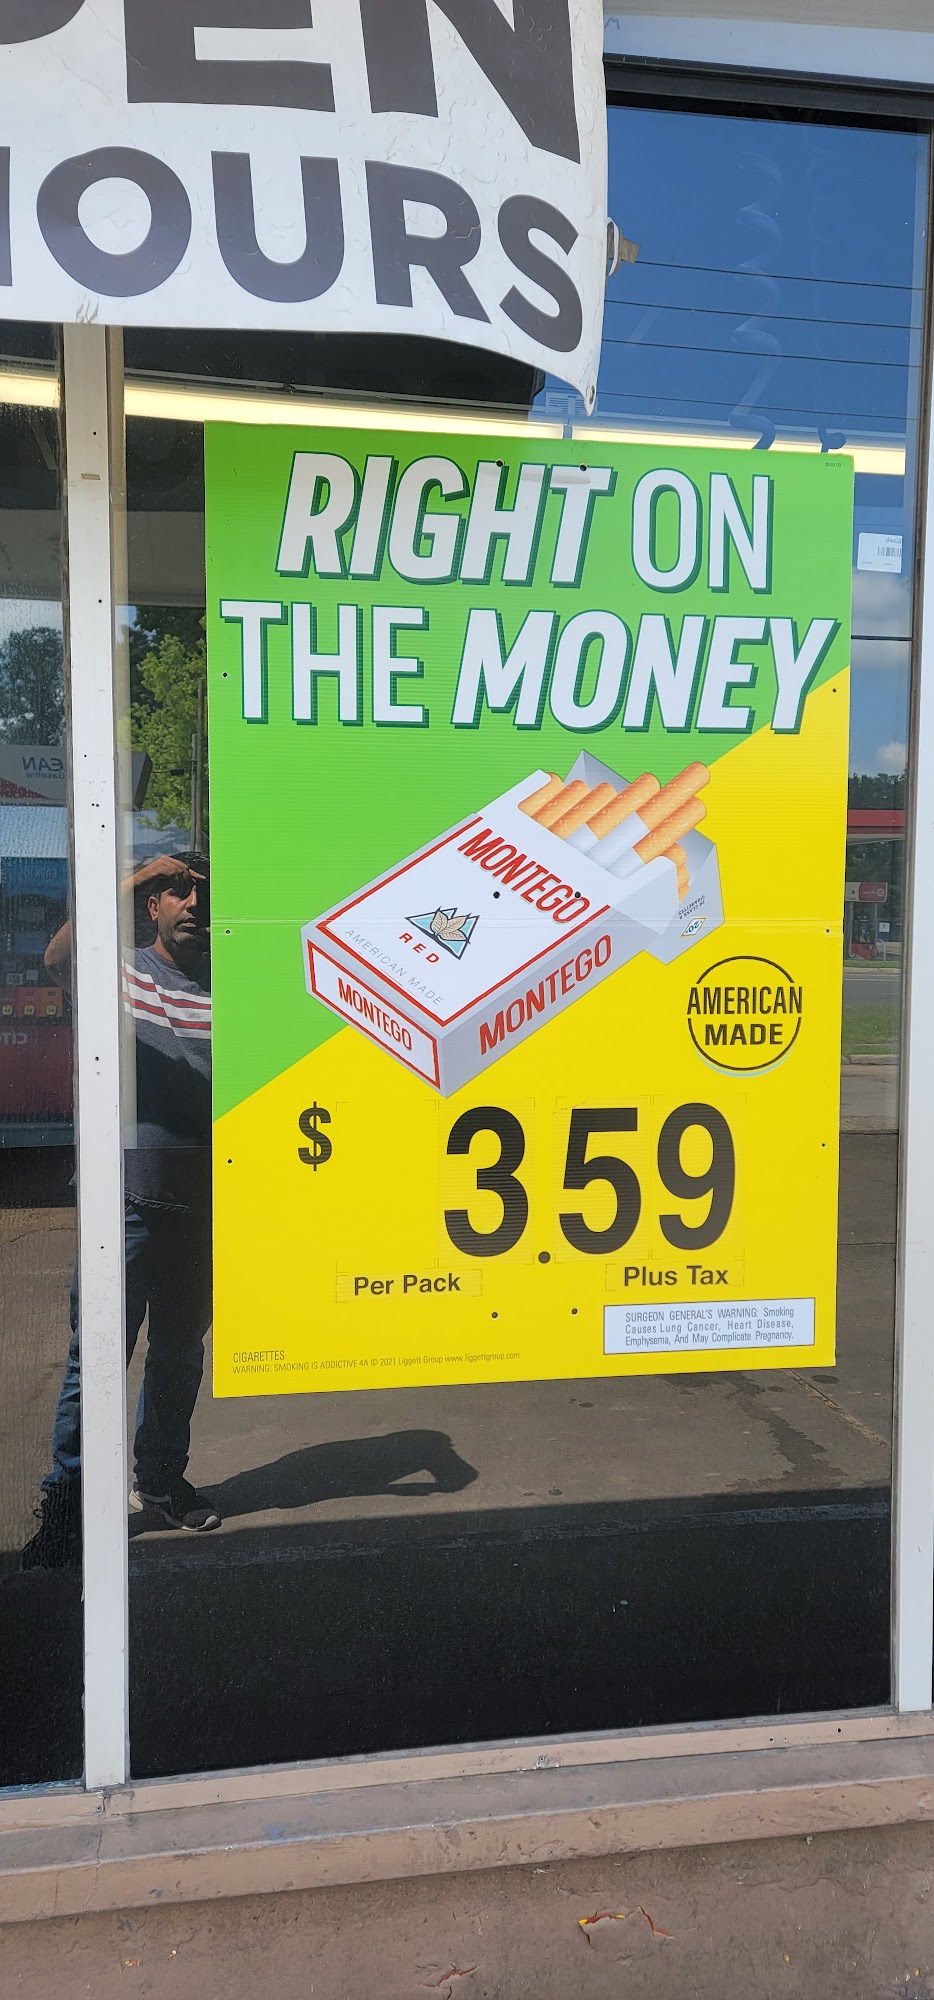 PEN
HOURS
RIGHT ON
THE MONEY
MONTEGO
RED
AMERICAN MADE
MONTEGO
MONTEGO
20
AMERICAN
MADE
$ 3.59
Per Pack
Plus Tax
SURGEON GENERAL'S WARNING: Smoking
Causes Lung Cancer, Heart Disease,
Emphysema, And May Complicate Pregnancy.
CIGARETTES
WARNING: SMOKING IS ADDICTIVE 4A © 2021 Liggett Group www.liggettgroup.com